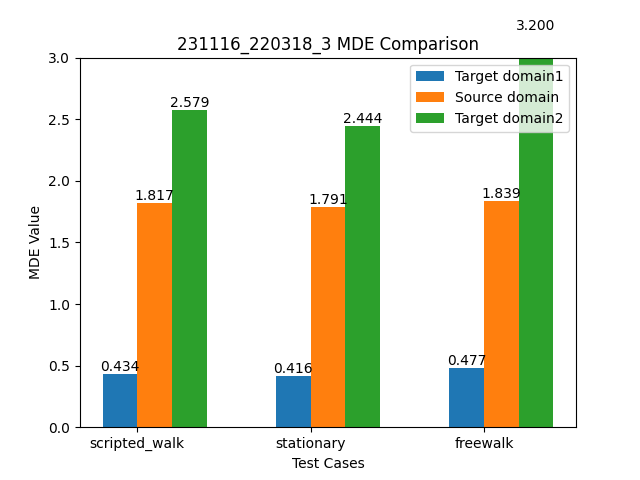 3.200
231116_220318_3 MDE Comparison
3.0
2.5
2.0
1.5
1.0
0.5
0.0
MDE Value
Target domain1
Source domain
Target domain2
2.579
2.444
1.817
1.791
1.839
0.434
0.416
0.477
scripted_walk
stationary
freewalk
Test Cases